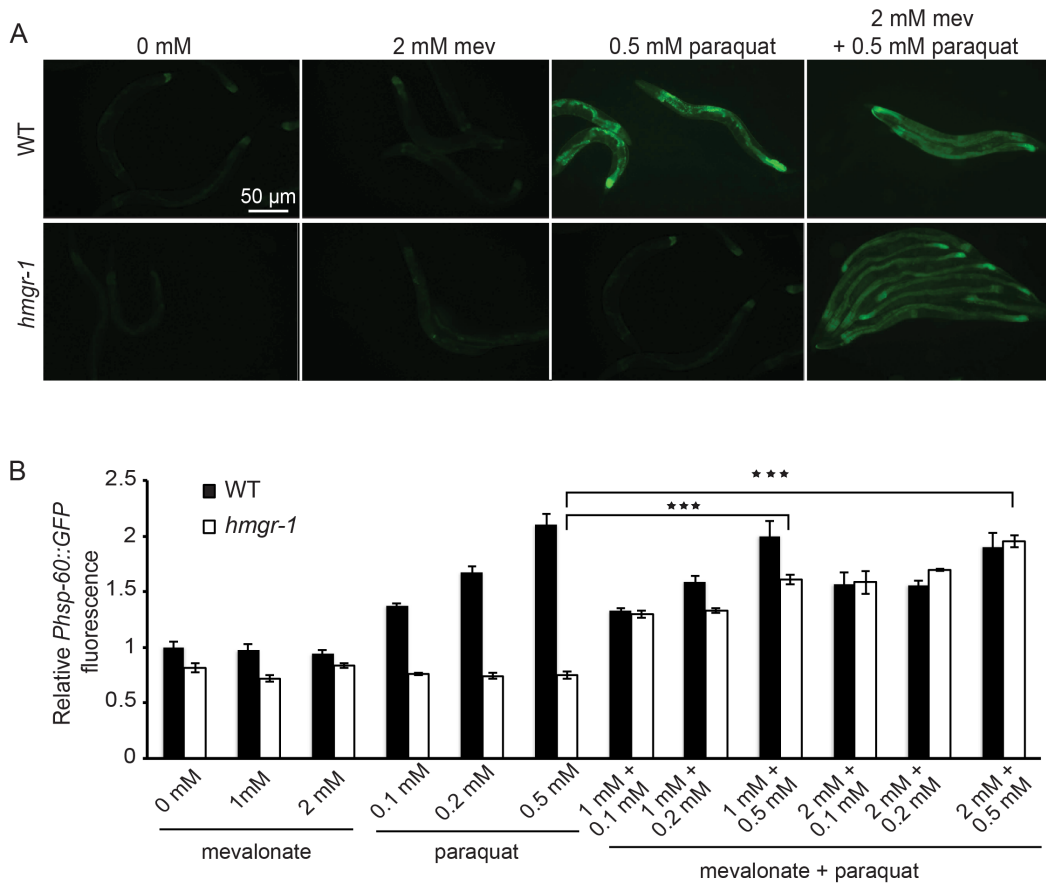 A
0 mM
2 mM mev
0.5 mM paraquat
2 mM mev
+ 0.5 mM paraquat
WT
50 µm
hmgr-1
B
Relative Phsp-60::GFP
fluorescence
2.5
2
1.5
1
0.5
0
WT
hmgr-1
★★★
★★★
0 mM
1mM
2 mM
0.1 mM
0.2 mM
0.5 mM
1 mM +
0.1 mM
1 mM +
0.2 mM
1 mM +
0.5 mM
2 mM +
0.1 mM
2 mM +
0.2 mM
2 mM +
0.5 mM
mevalonate
paraquat
mevalonate + paraquat